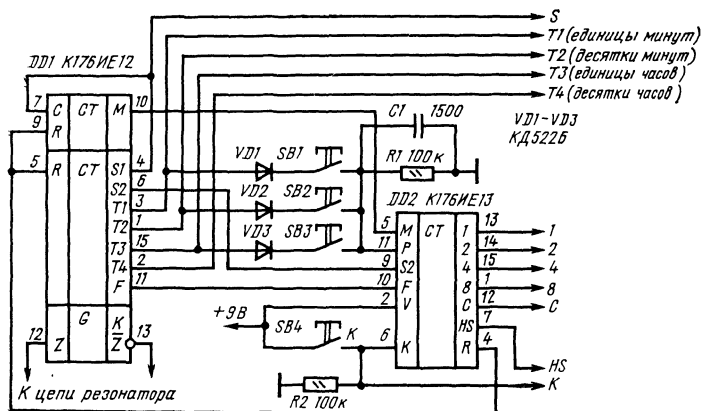 S
T1 (единицы минут)
T2 (десятки минут)
T3 (единицы часов)
T4 (десятки часов)
DD1 К176ИЕ12
7 C CT M 10
9 R
5 R CT S1 4
S2 6
T1 3
T2 1
T3 15
T4 2
F 11
12 Z G K 13
Z
К цепи резонатора
VD1 SB1
VD2 SB2
VD3 SB3
C1 1500
R1 100к
VD1-VD3
КД522Б
DD2 К176ИЕ13
5 M CT 1 13 1
11 P 2 14 2
9 S2 4 15 4
10 F 8 1 8
2 V C 12 C
HS 7
6 K R 4
+9В
SB4 K
R2 100к
HS
K